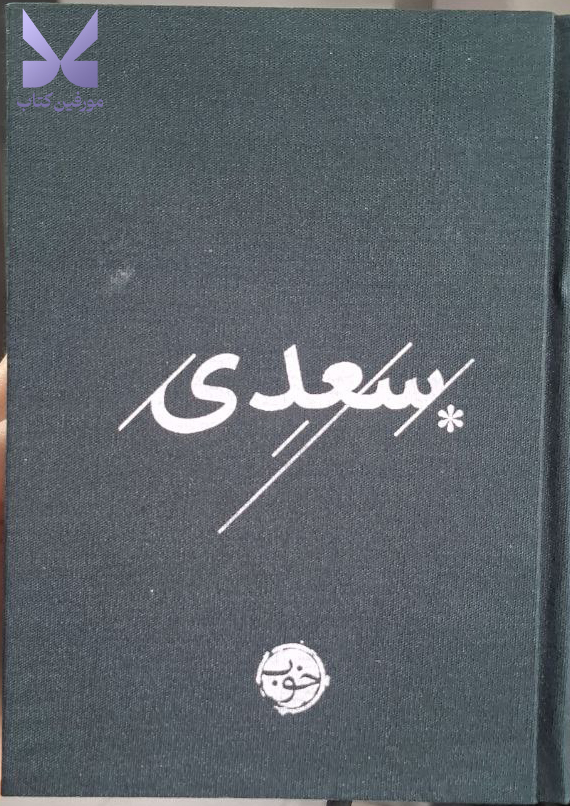 مورفین کتاب
سعدی
خوب